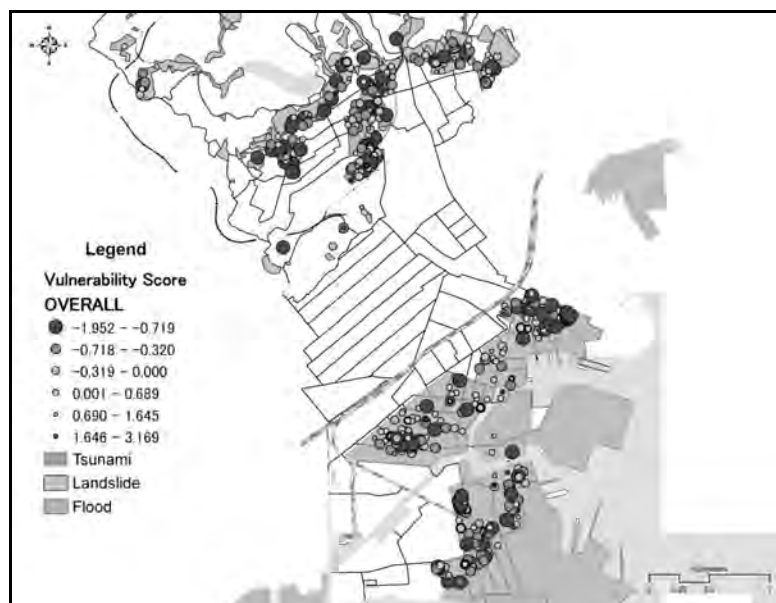 Legend
Vulnerability Score
OVERALL
-1.952 - -0.719
-0.718 - -0.320
-0.319 - 0.000
0.001 - 0.689
0.690 - 1.645
1.646 - 3.169
Tsunami
Landslide
Flood